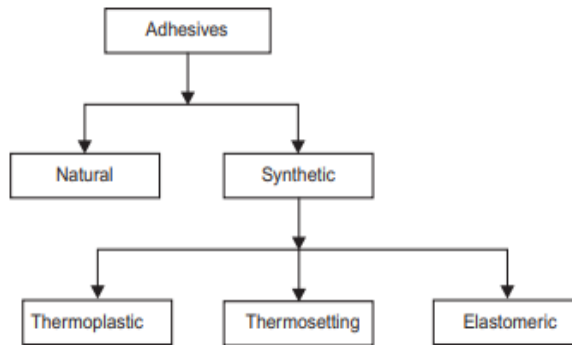 Adhesives
Natural
Synthetic
Thermoplastic
Thermosetting
Elastomeric